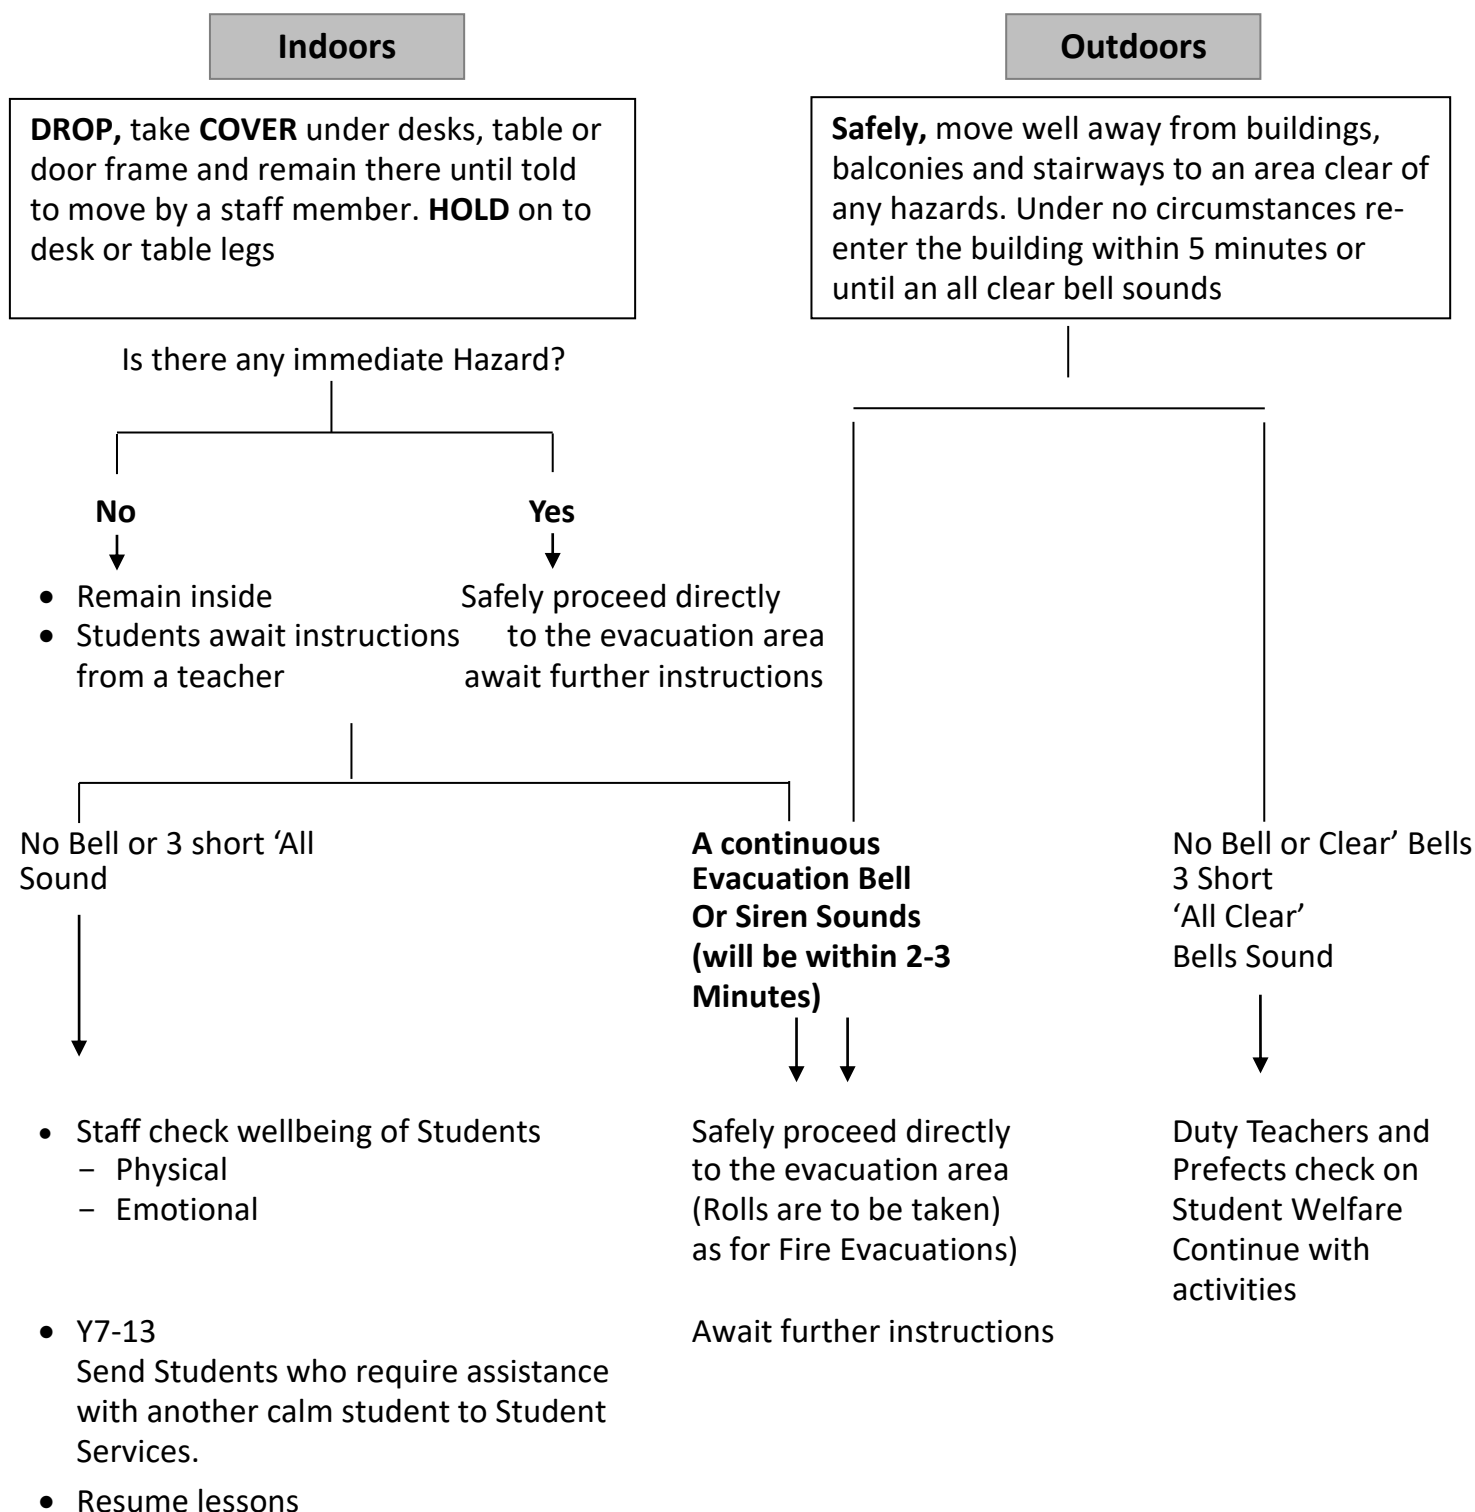 Indoors
Outdoors
DROP, take COVER under desks, table or
door frame and remain there until told
to move by a staff member. HOLD on to
desk or table legs
Safely, move well away from buildings,
balconies and stairways to an area clear of
any hazards. Under no circumstances re-
enter the building within 5 minutes or
until an all clear bell sounds
Is there any immediate Hazard?
No
Yes
• Remain inside
• Students await instructions
from a teacher
Safely proceed directly
to the evacuation area
await further instructions
No Bell or 3 short ‘All
Sound
A continuous
Evacuation Bell
Or Siren Sounds
(will be within 2-3
Minutes)
No Bell or Clear’ Bells
3 Short
‘All Clear’
Bells Sound
• Staff check wellbeing of Students
– Physical
– Emotional
• Y7-13
Send Students who require assistance
with another calm student to Student
Services.
• Resume lessons
Safely proceed directly
to the evacuation area
(Rolls are to be taken)
as for Fire Evacuations)
Await further instructions
Duty Teachers and
Prefects check on
Student Welfare
Continue with
activities